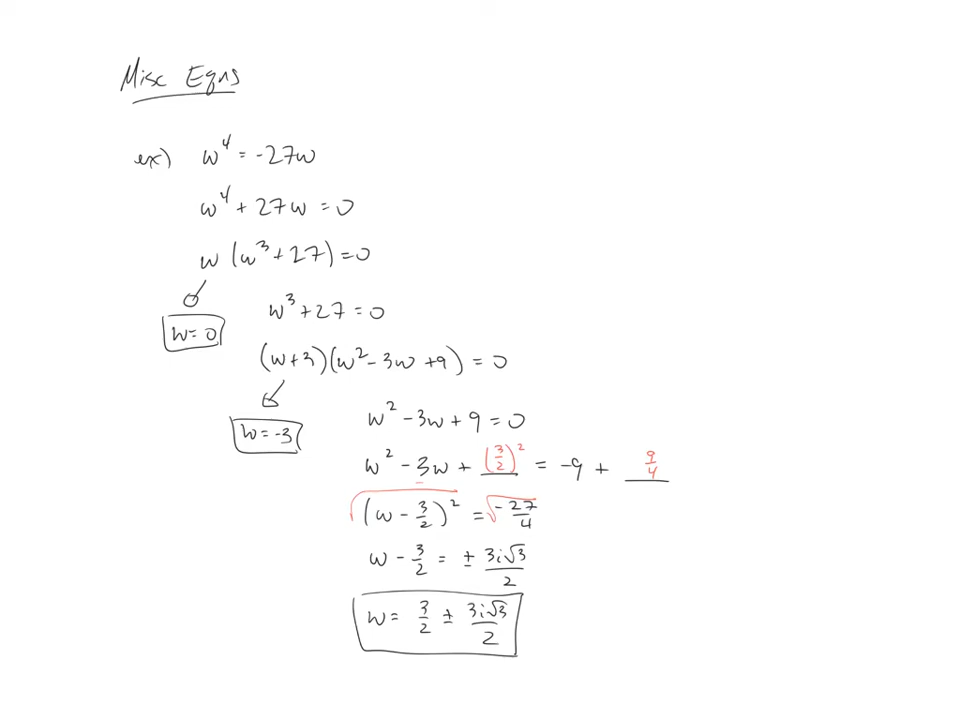 Misc Eqns
ex) w⁴ = -27w
w⁴ + 27w = 0
w (w³ + 27) = 0
w³ + 27 = 0
w = 0
(w+3)(w² - 3w + 9) = 0
w² - 3w + 9 = 0
w = -3
w² - 3w + (3/2)² = -9 + 9/4
√(w - 3/2)² = √-27/4
w - 3/2 = ± 3i√3/2
w = 3/2 ± 3i√3/2